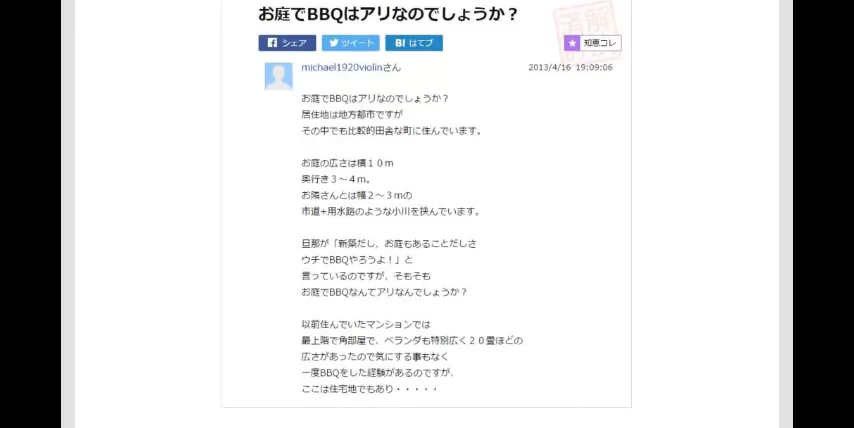 お庭でBBQはアリなのでしょうか？
シェア ツイート B! はてブ 知恵コレ
michael1920violinさん 2013/4/16 19:09:06
お庭でBBQはアリなのでしょうか？
居住地は地方都市ですが
その中でも比較的田舎な町に住んでいます。
お庭の広さは横１０ｍ
奥行き３～４ｍ。
お隣さんとは幅２～３ｍの
市道+用水路のような小川を挟んでいます。
旦那が「新築だし、お庭もあることだしさ
ウチでBBQやろうよ！」と
言っているのですが、そもそも
お庭でBBQなんてアリなんでしょうか？
以前住んでいたマンションでは
最上階で角部屋で、ベランダも特別広く２０畳ほどの
広さがあったので気にする事もなく
一度BBQをした経験があるのですが、
ここは住宅地でもあり・・・・・